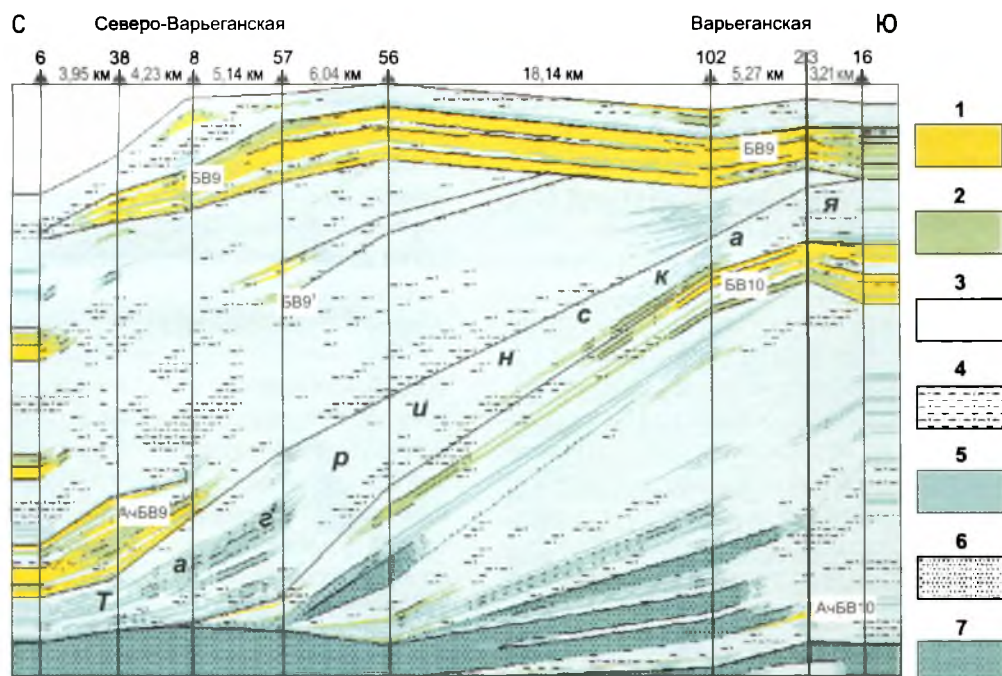 С Северо-Варьеганская Варьеганская Ю
6 38 8 57 56 102 213 16
3,95 км 4,23 км 5,14 км 6,04 км 18,14 км 5,27 км 3,21 км
1
БВ9 БВ9
2
я
а
к БВ10
3
БВ9¹
с
н
и
4
р
5
АчБВ9
г
6
а
Т
АчБВ10
7